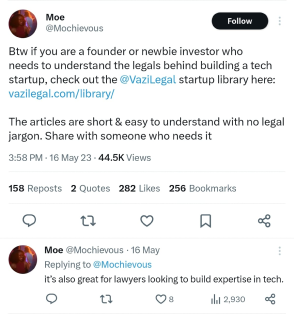 Moe
@Mochievous
Follow
Btw if you are a founder or newbie investor who
needs to understand the legals behind building a tech
startup, check out the @VaziLegal startup library here:
vazilegal.com/library/
The articles are short & easy to understand with no legal
jargon. Share with someone who needs it
3:58 PM · 16 May 23 · 44.5K Views
158 Reposts 2 Quotes 282 Likes 256 Bookmarks
Moe @Mochievous · 16 May
Replying to @Mochievous
it's also great for lawyers looking to build expertise in tech.
8 2,930